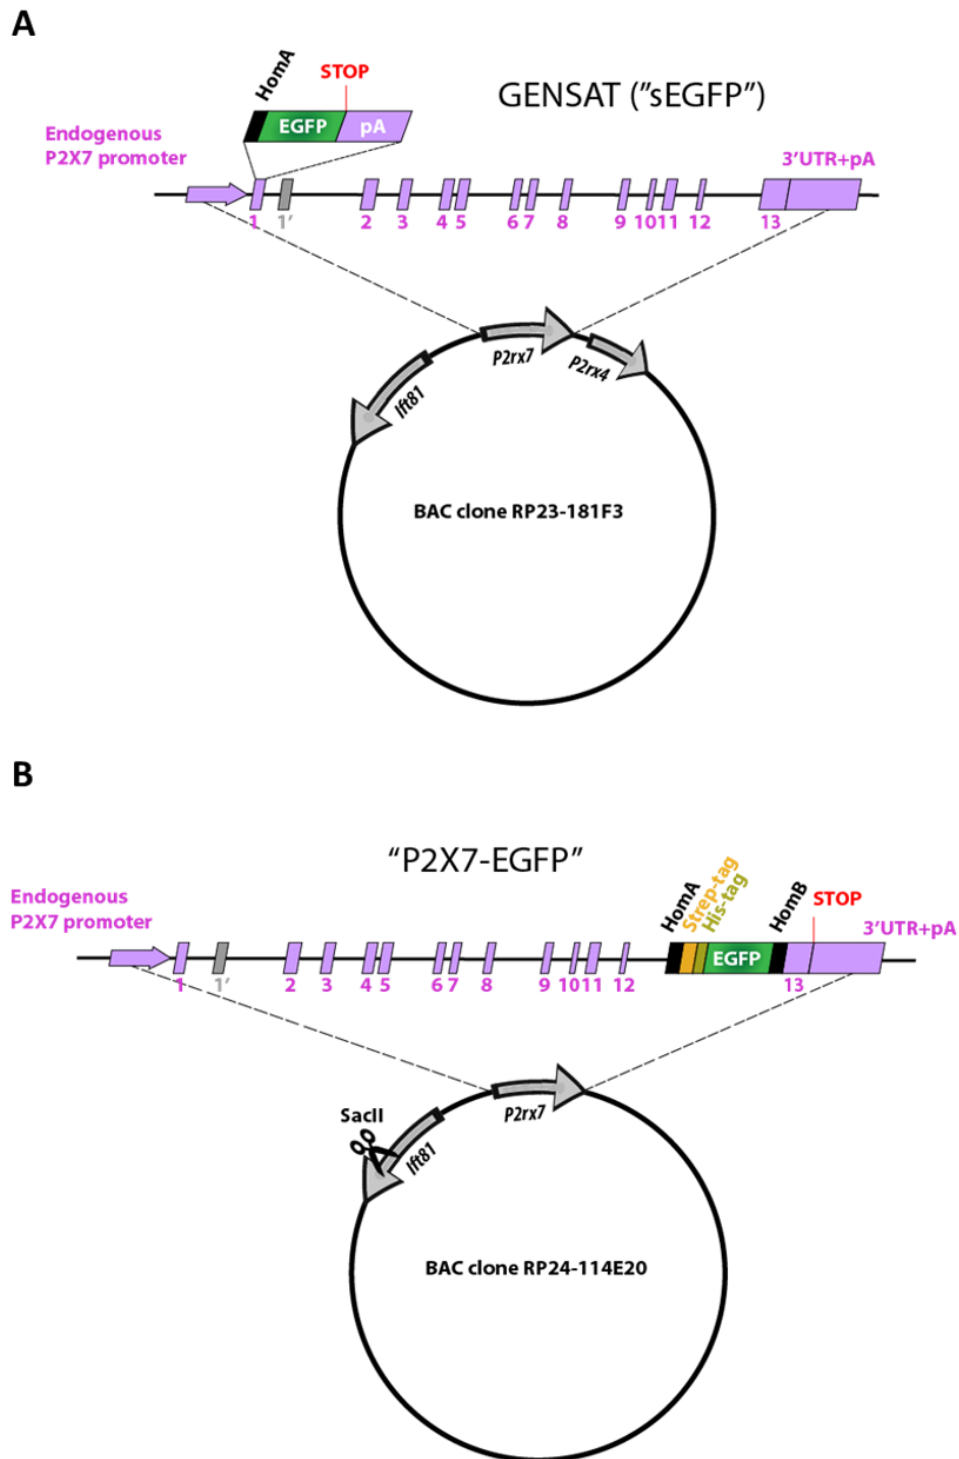 A
HomA
STOP
GENSAT (”sEGFP”)
EGFP
pA
Endogenous
P2X7 promoter
3’UTR+pA
1 1’ 2 3 4 5 6 7 8 9 10 11 12 13
P2rx7
P2rx4
Ift81
BAC clone RP23-181F3
B
“P2X7-EGFP”
HomA
Strep-tag
His-tag
HomB
STOP
Endogenous
P2X7 promoter
3’UTR+pA
EGFP
1 1’ 2 3 4 5 6 7 8 9 10 11 12 13
SacII
P2rx7
Ift81
BAC clone RP24-114E20